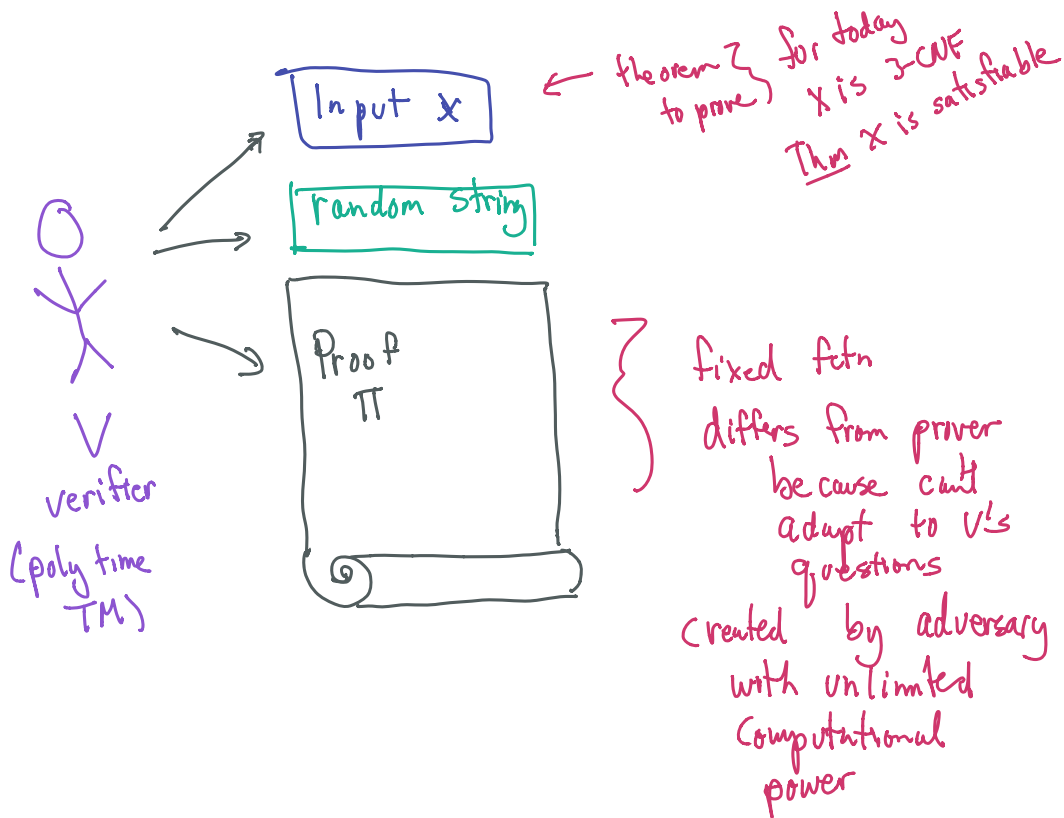 Input x
theorem
to prove
for today
x is 3-CNF
Thm x is satisfiable
random string
Proof
π
V
verifier
(poly time
TM)
fixed fctn
differs from prover
because can't
adapt to V's
questions
created by adversary
with unlimited
computational
power